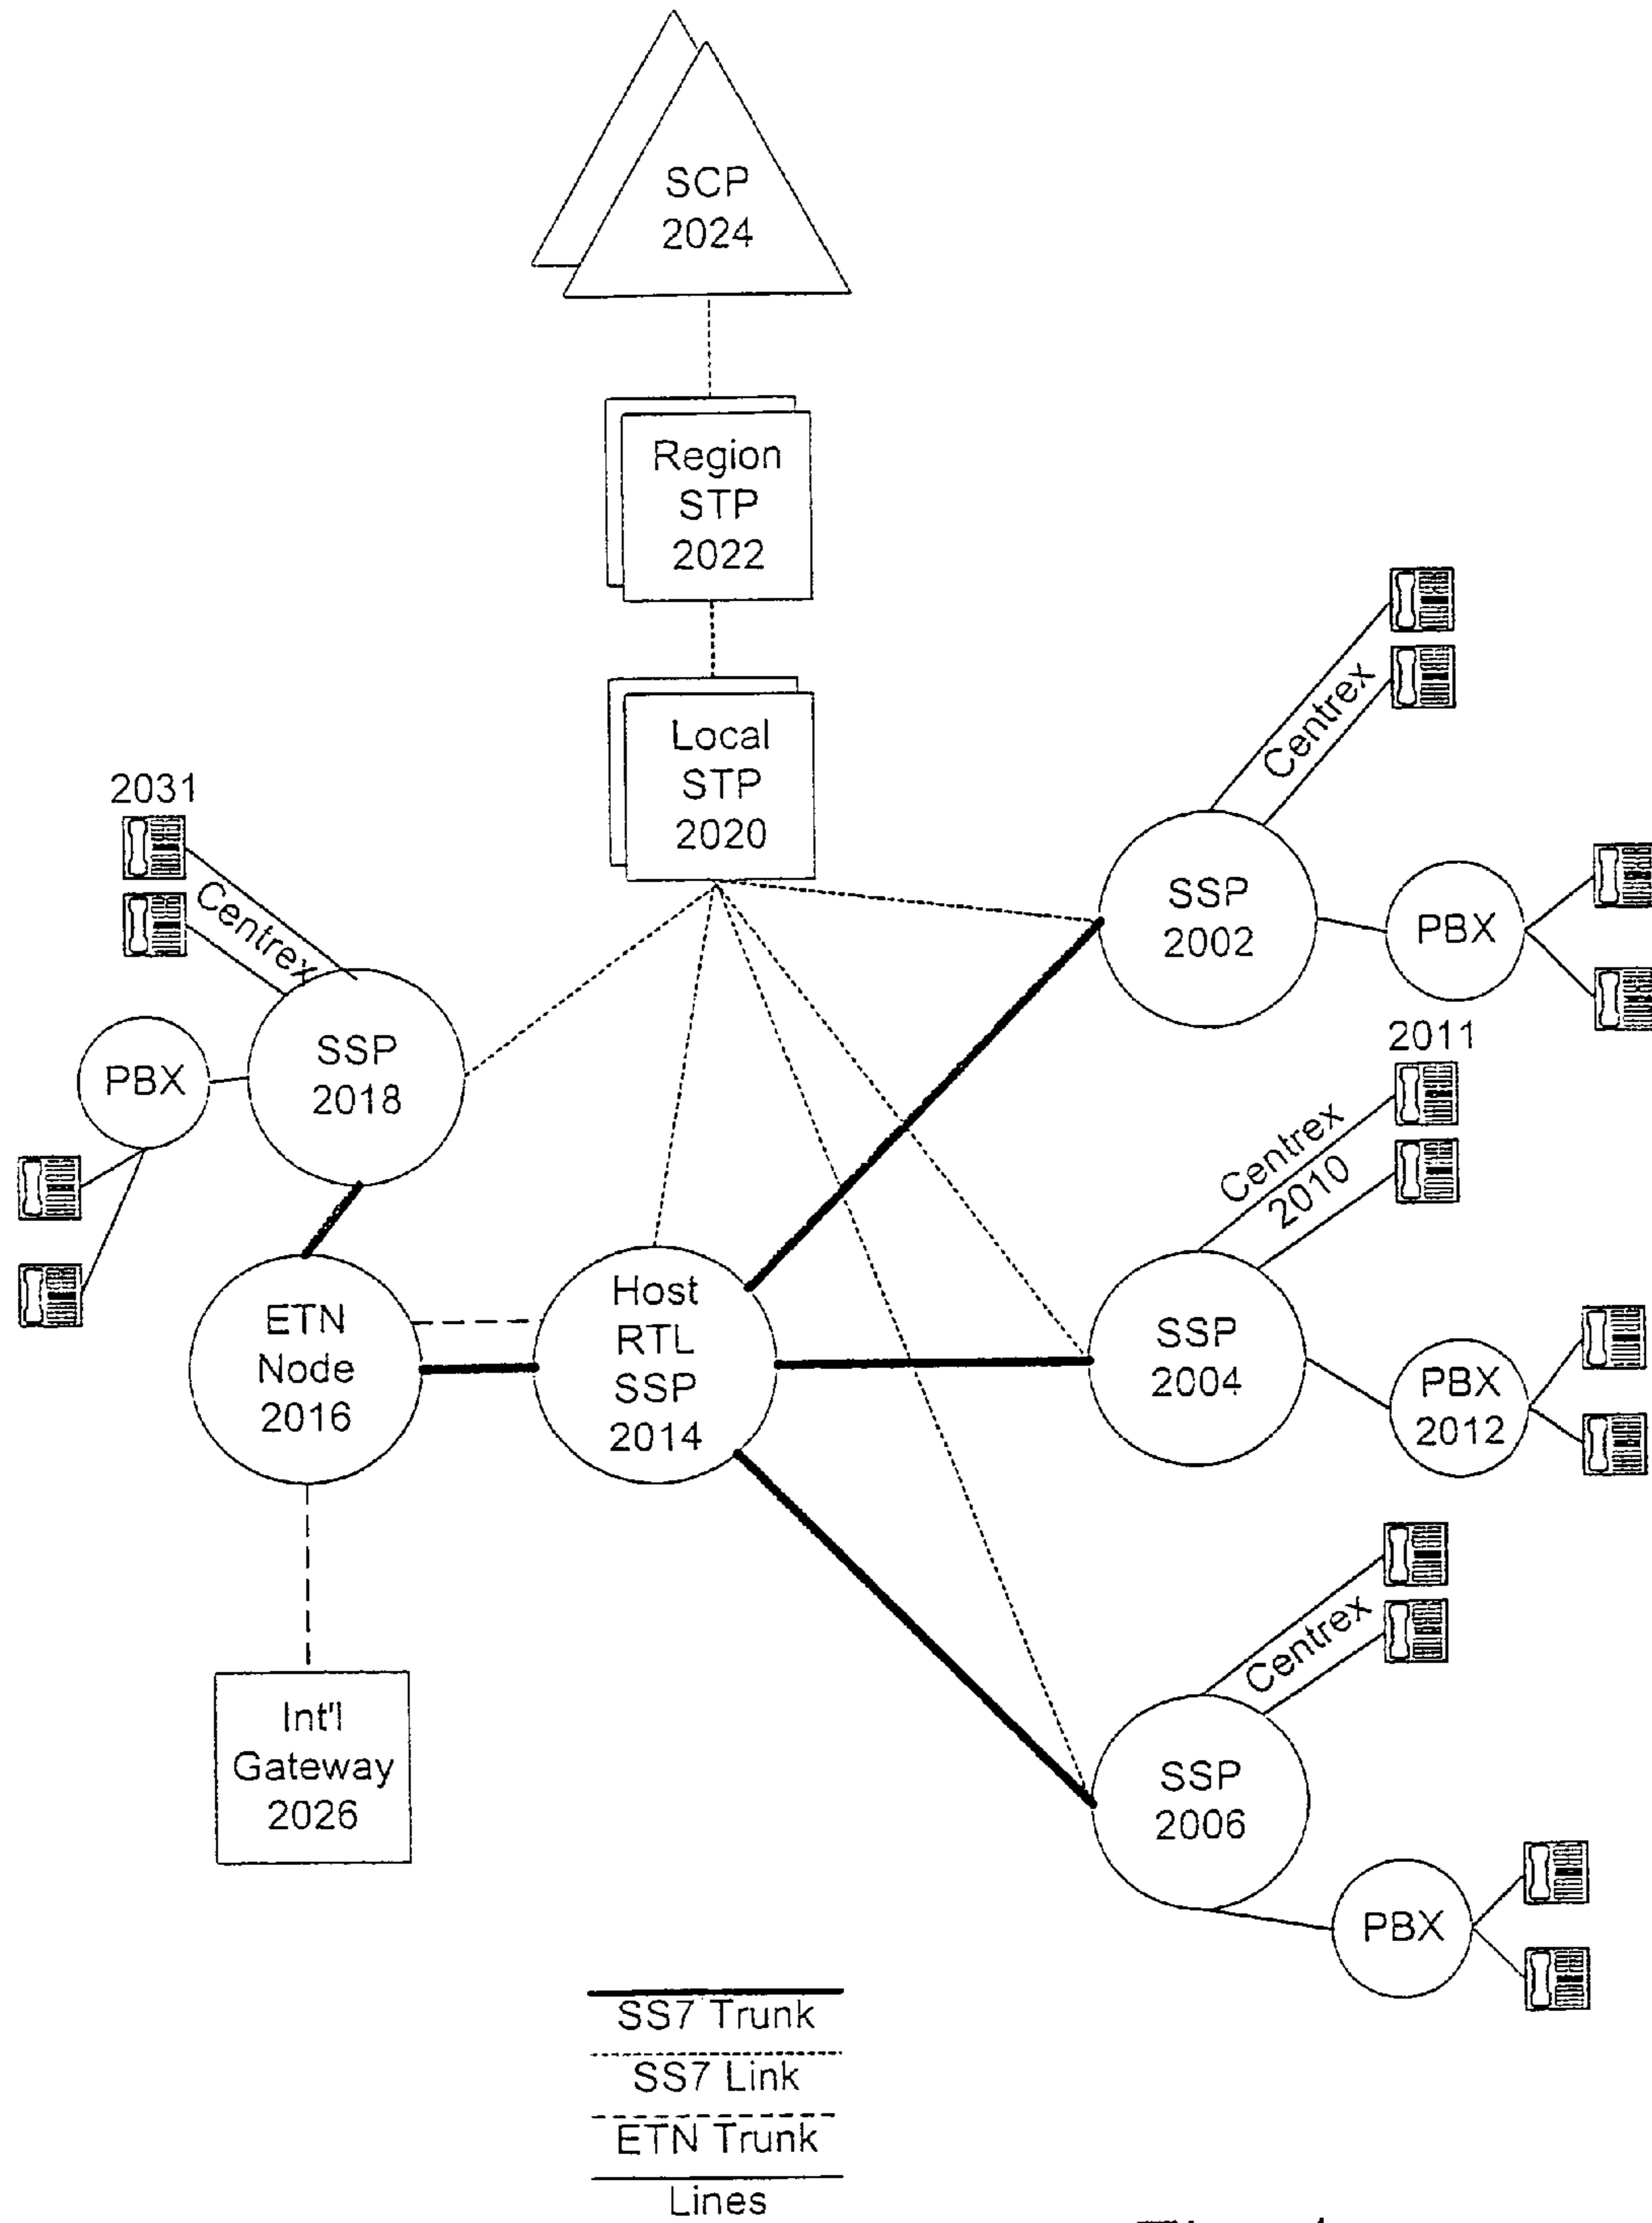 SCP
2024
Region
STP
2022
Local
STP
2020
2031
Centrex
SSP
2018
PBX
Centrex
SSP
2002
PBX
2011
Centrex
2010
SSP
2004
PBX
2012
ETN
Node
2016
Host
RTL
SSP
2014
Int'l
Gateway
2026
Centrex
SSP
2006
PBX
SS7 Trunk
SS7 Link
ETN Trunk
Lines